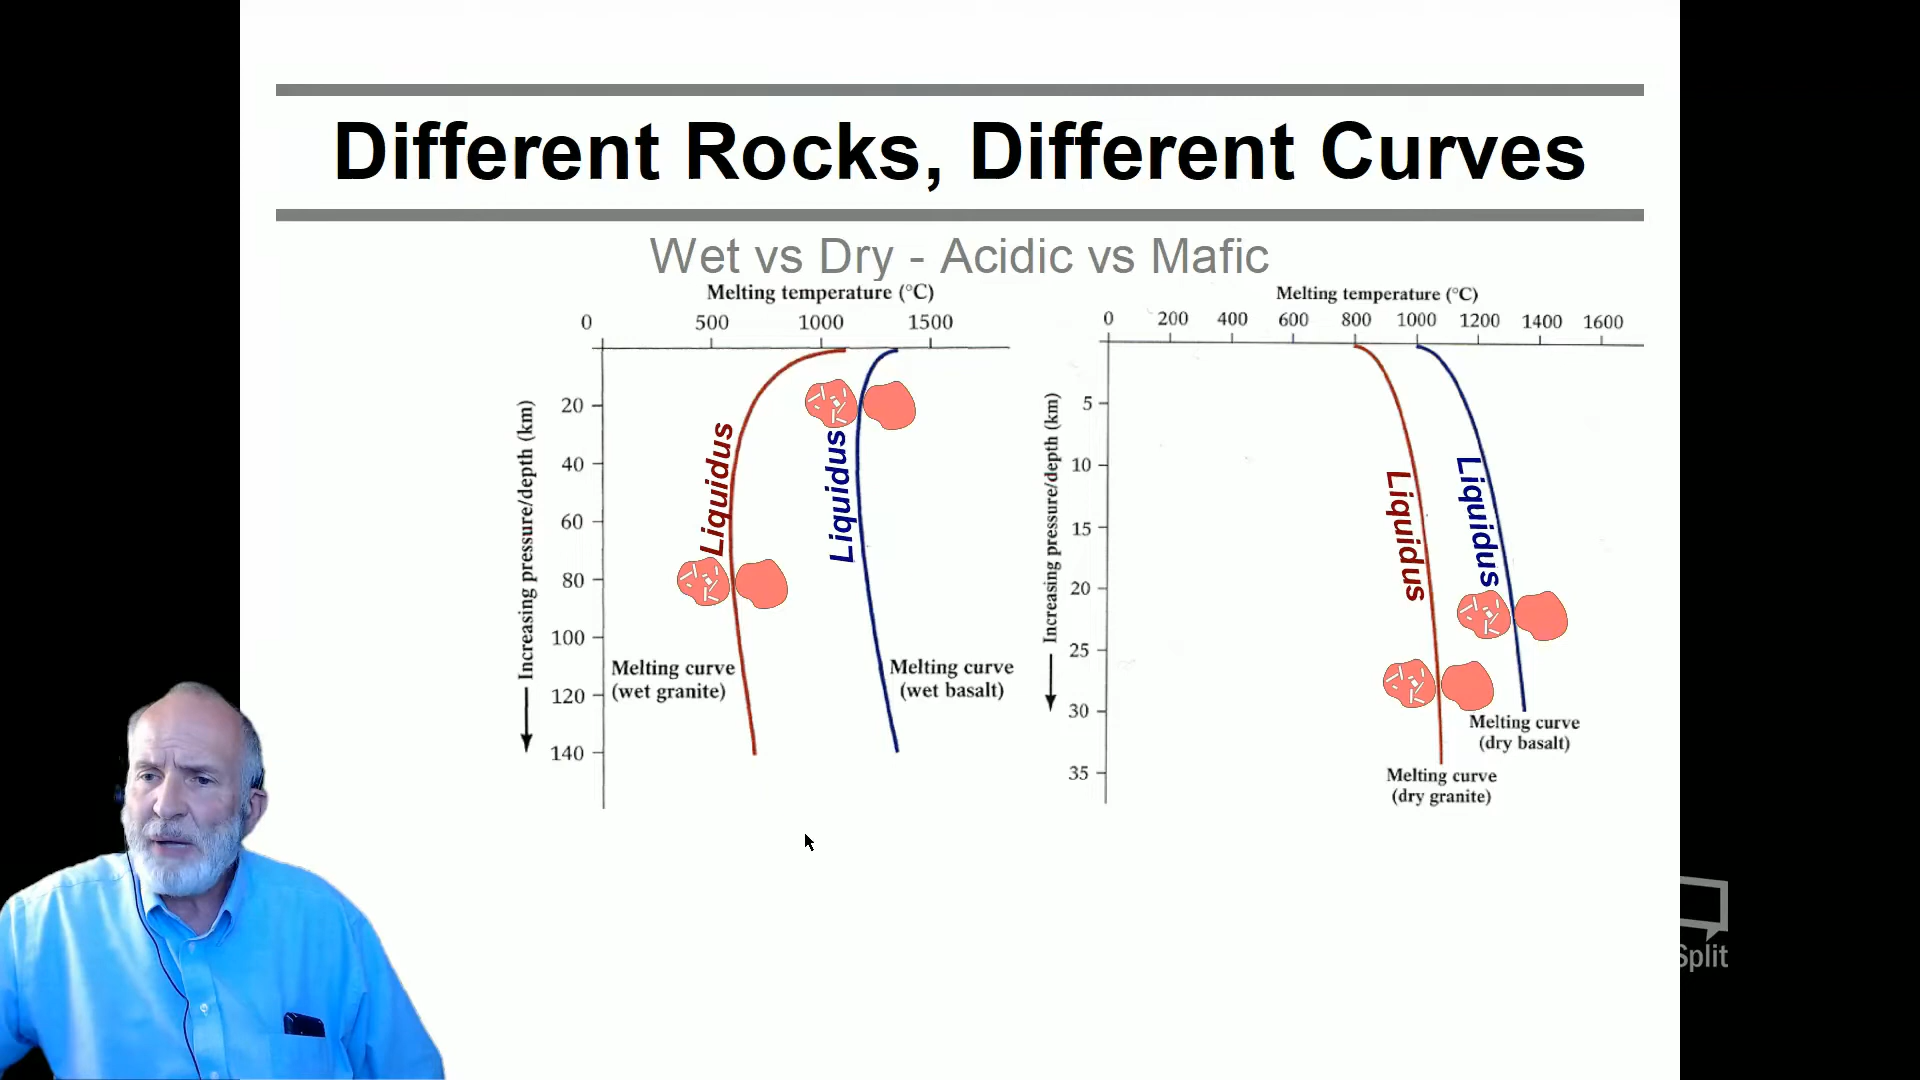 Different Rocks, Different Curves
Wet vs Dry - Acidic vs Mafic
Melting temperature (°C)
0 500 1000 1500
Increasing pressure/depth (km)
20
40
60
80
100
120
140
Liquidus
Liquidus
Melting curve
(wet granite)
Melting curve
(wet basalt)
Melting temperature (°C)
0 200 400 600 800 1000 1200 1400 1600
Increasing pressure/depth (km)
5
10
15
20
25
30
35
Liquidus
Liquidus
Melting curve
(dry basalt)
Melting curve
(dry granite)
Split